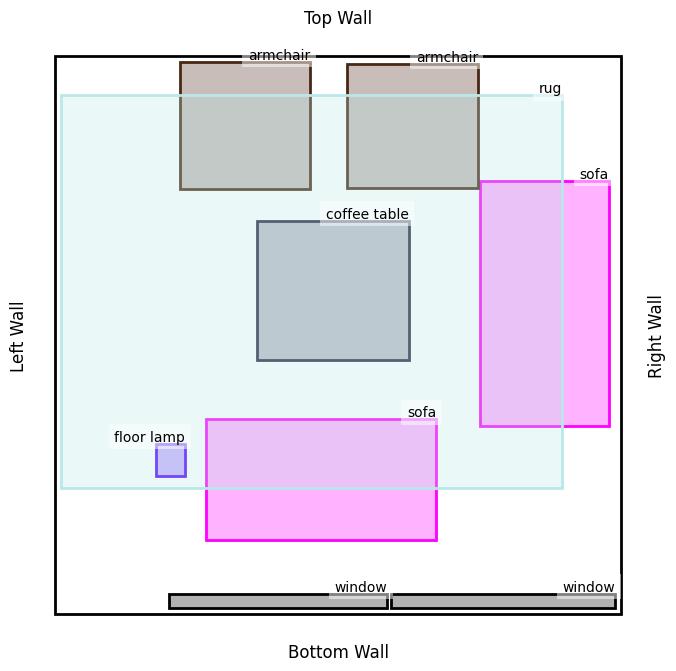 Top Wall
armchair
armchair
rug
sofa
coffee table
Left Wall
Right Wall
sofa
floor lamp
window
window
Bottom Wall